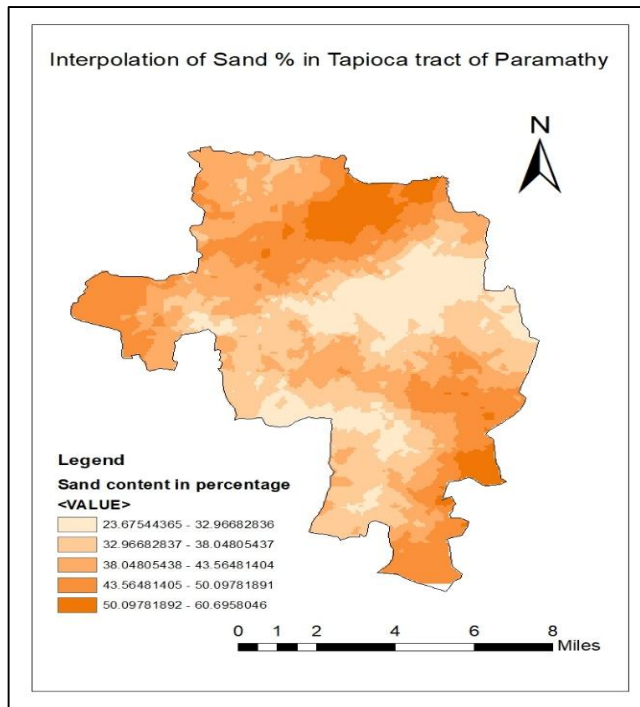 Interpolation of Sand % in Tapioca tract of Paramathy
N
Legend
Sand content in percentage
<VALUE>
23.67544365 - 32.96682836
32.96682837 - 38.04805437
38.04805438 - 43.56481404
43.56481405 - 50.09781891
50.09781892 - 60.6958046
0 1 2 4 6 8
Miles